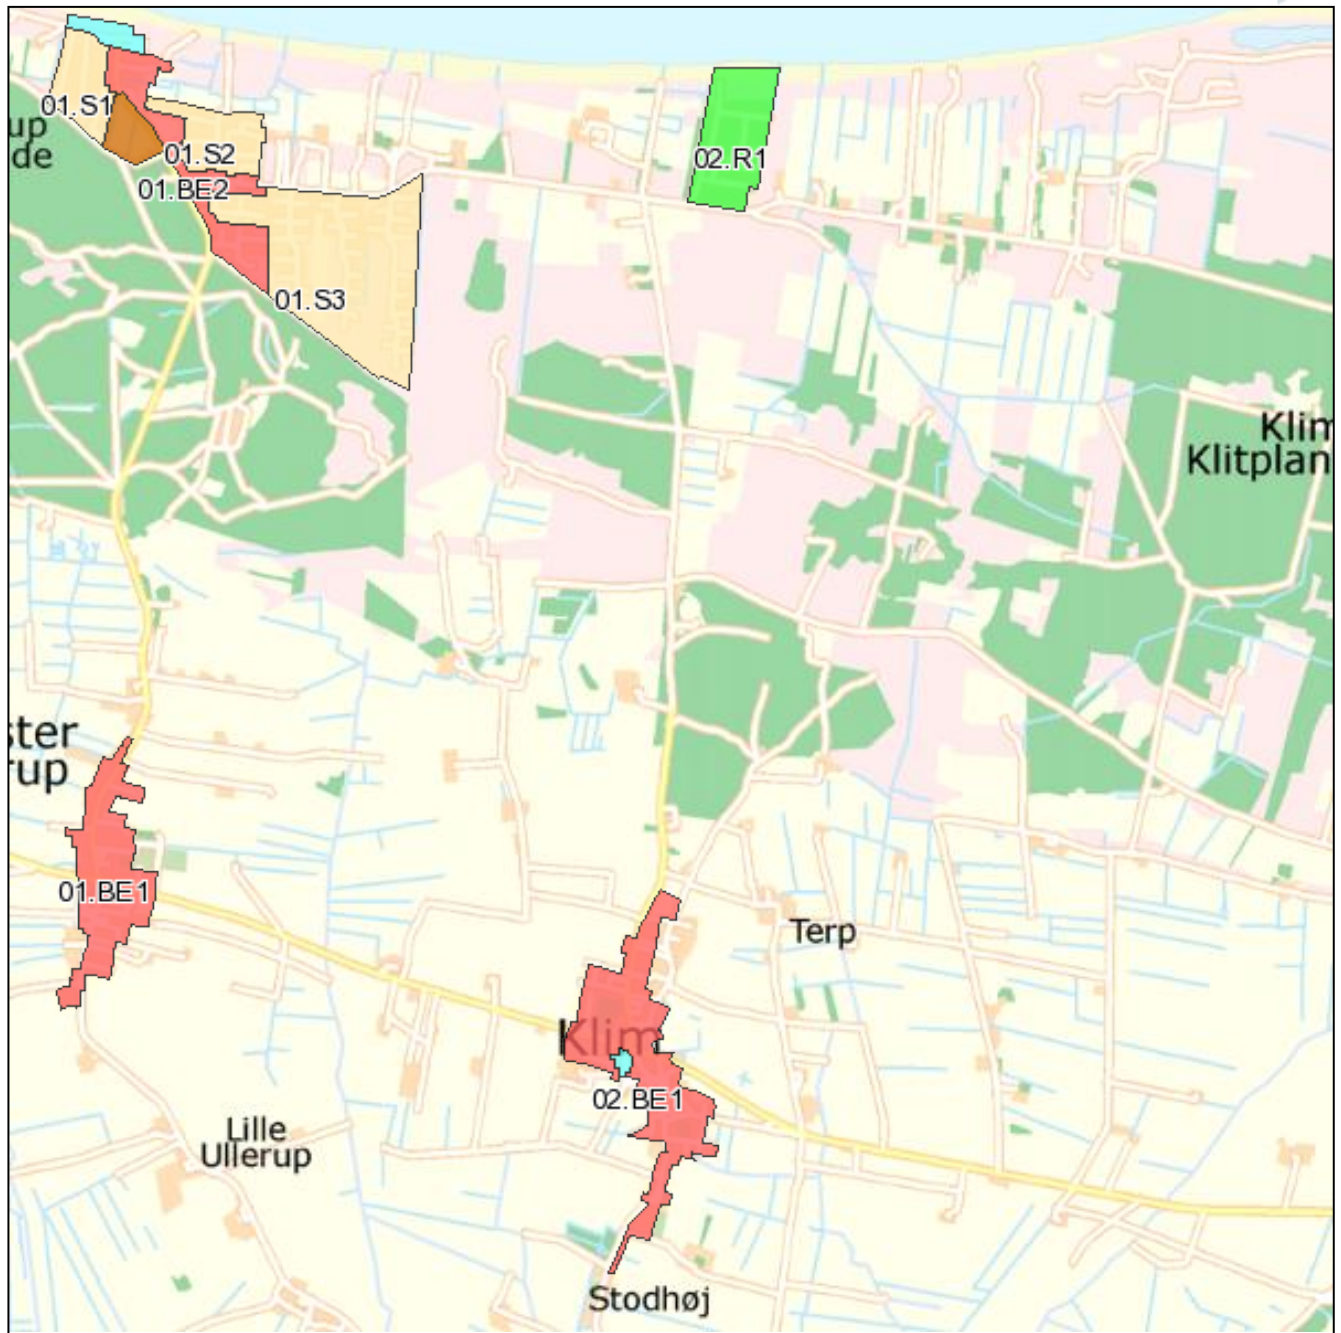 01.S1
up
de
01.S2
01.BE2
02.R1
01.S3
Klim
Klitplan
ster
rup
01.BE1
Terp
Klim
02.BE1
Lille
Ullerup
Stodhøj